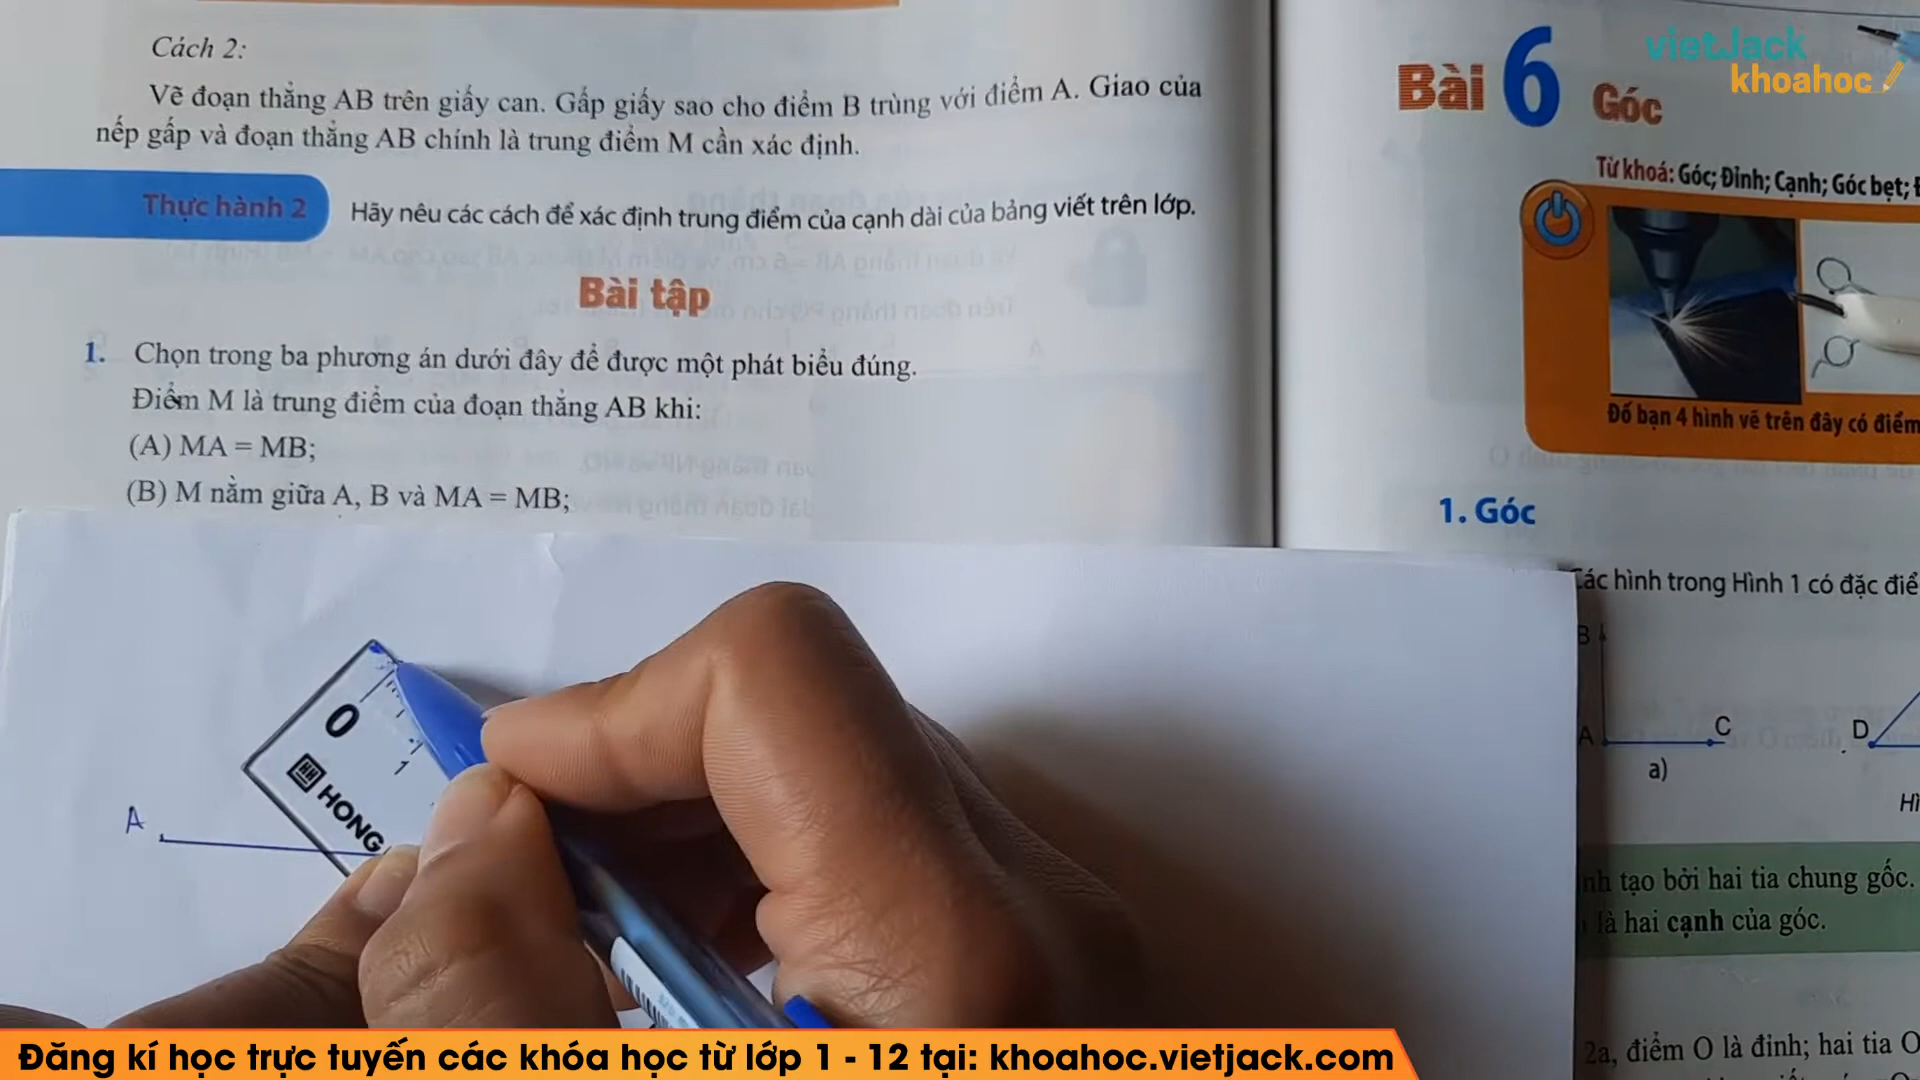 Cách 2:
Vẽ đoạn thẳng AB trên giấy can. Gấp giấy sao cho điểm B trùng với điểm A. Giao của
nếp gấp và đoạn thẳng AB chính là trung điểm M cần xác định.
Thực hành 2
Hãy nêu các cách để xác định trung điểm của cạnh dài của bảng viết trên lớp.
Bài tập
1. Chọn trong ba phương án dưới đây để được một phát biểu đúng.
Điểm M là trung điểm của đoạn thẳng AB khi:
(A) MA = MB;
(B) M nằm giữa A, B và MA = MB;
0
1
HONG
A
vietJack
khoahoc
Bài 6 Góc
Từ khoá: Góc; Đỉnh; Cạnh; Góc bẹt;
Đố bạn 4 hình vẽ trên đây có điểm
1. Góc
Các hình trong Hình 1 có đặc điể
B
A
C
D
a)
Hì
nh tạo bởi hai tia chung gốc.
là hai cạnh của góc.
2a, điểm O là đỉnh; hai tia O
Đăng kí học trực tuyến các khóa học từ lớp 1 - 12 tại: khoahoc.vietjack.com